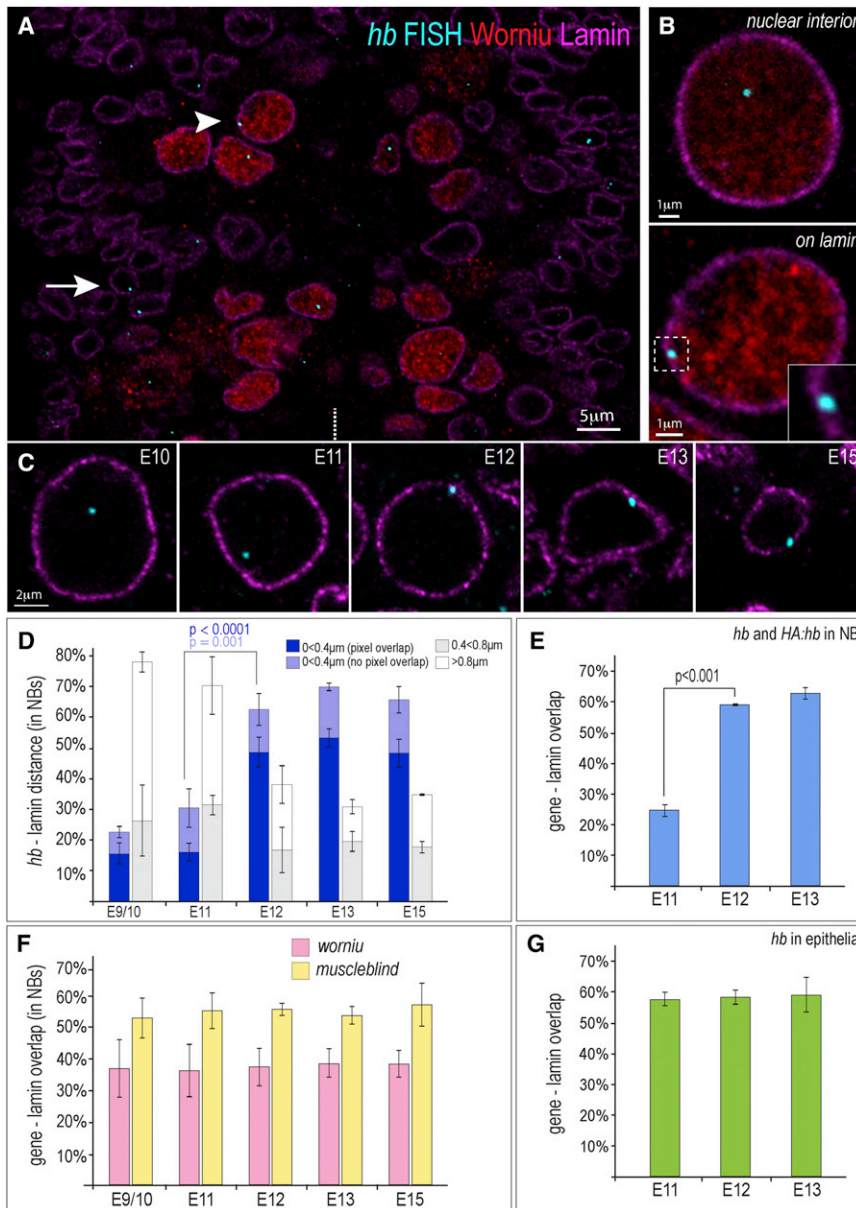 A
hb FISH Worniu Lamin
5μm
B
nuclear interior
1μm
on lamin
1μm
C
E10
E11
E12
E13
E15
2μm
D
p < 0.0001
p = 0.001
0<0.4μm (pixel overlap)
0<0.4μm (no pixel overlap)
0.4<0.8μm
>0.8μm
hb - lamin distance (in NBs)
80%
70%
60%
50%
40%
30%
20%
10%
E9/10
E11
E12
E13
E15
E
hb and HA:hb in NB
p<0.001
gene - lamin overlap
70%
60%
50%
40%
30%
20%
10%
E11
E12
E13
F
worniu
muscleblind
gene - lamin overlap (in NBs)
70%
60%
50%
40%
30%
20%
10%
E9/10
E11
E12
E13
E15
G
hb in epithelia
gene - lamin overlap
70%
60%
50%
40%
30%
20%
10%
E11
E12
E13